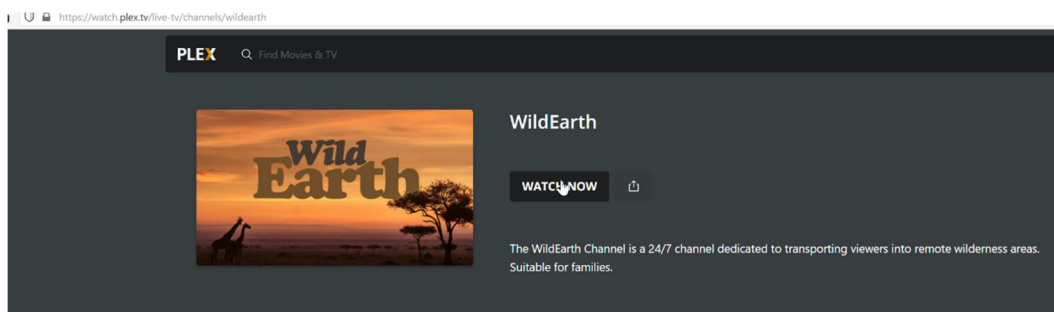 https://watch.plex.tv/live-tv/channels/wildearth
PLEX
Find Movies & TV
Wild
Earth
WildEarth
WATCH NOW
The WildEarth Channel is a 24/7 channel dedicated to transporting viewers into remote wilderness areas.
Suitable for families.